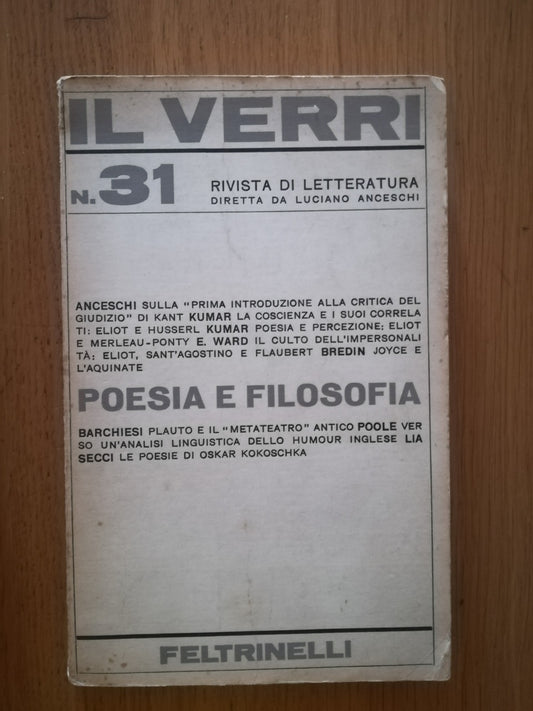 IL VERRI
N.31 RIVISTA DI LETTERATURA
DIRETTA DA LUCIANO ANCESCHI
ANCESCHI SULLA "PRIMA INTRODUZIONE ALLA CRITICA DEL
GIUDIZIO" DI KANT KUMAR LA COSCIENZA E I SUOI CORRELA
TI: ELIOT E HUSSERL KUMAR POESIA E PERCEZIONE: ELIOT
E MERLEAU-PONTY E. WARD IL CULTO DELL'IMPERSONALI
TÀ: ELIOT, SANT'AGOSTINO E FLAUBERT BREDIN JOYCE E
L'AQUINATE
POESIA E FILOSOFIA
BARCHIESI PLAUTO E IL "METATEATRO" ANTICO POOLE VER
SO UN'ANALISI LINGUISTICA DELLO HUMOUR INGLESE LIA
SECCI LE POESIE DI OSKAR KOKOSCHKA
FELTRINELLI